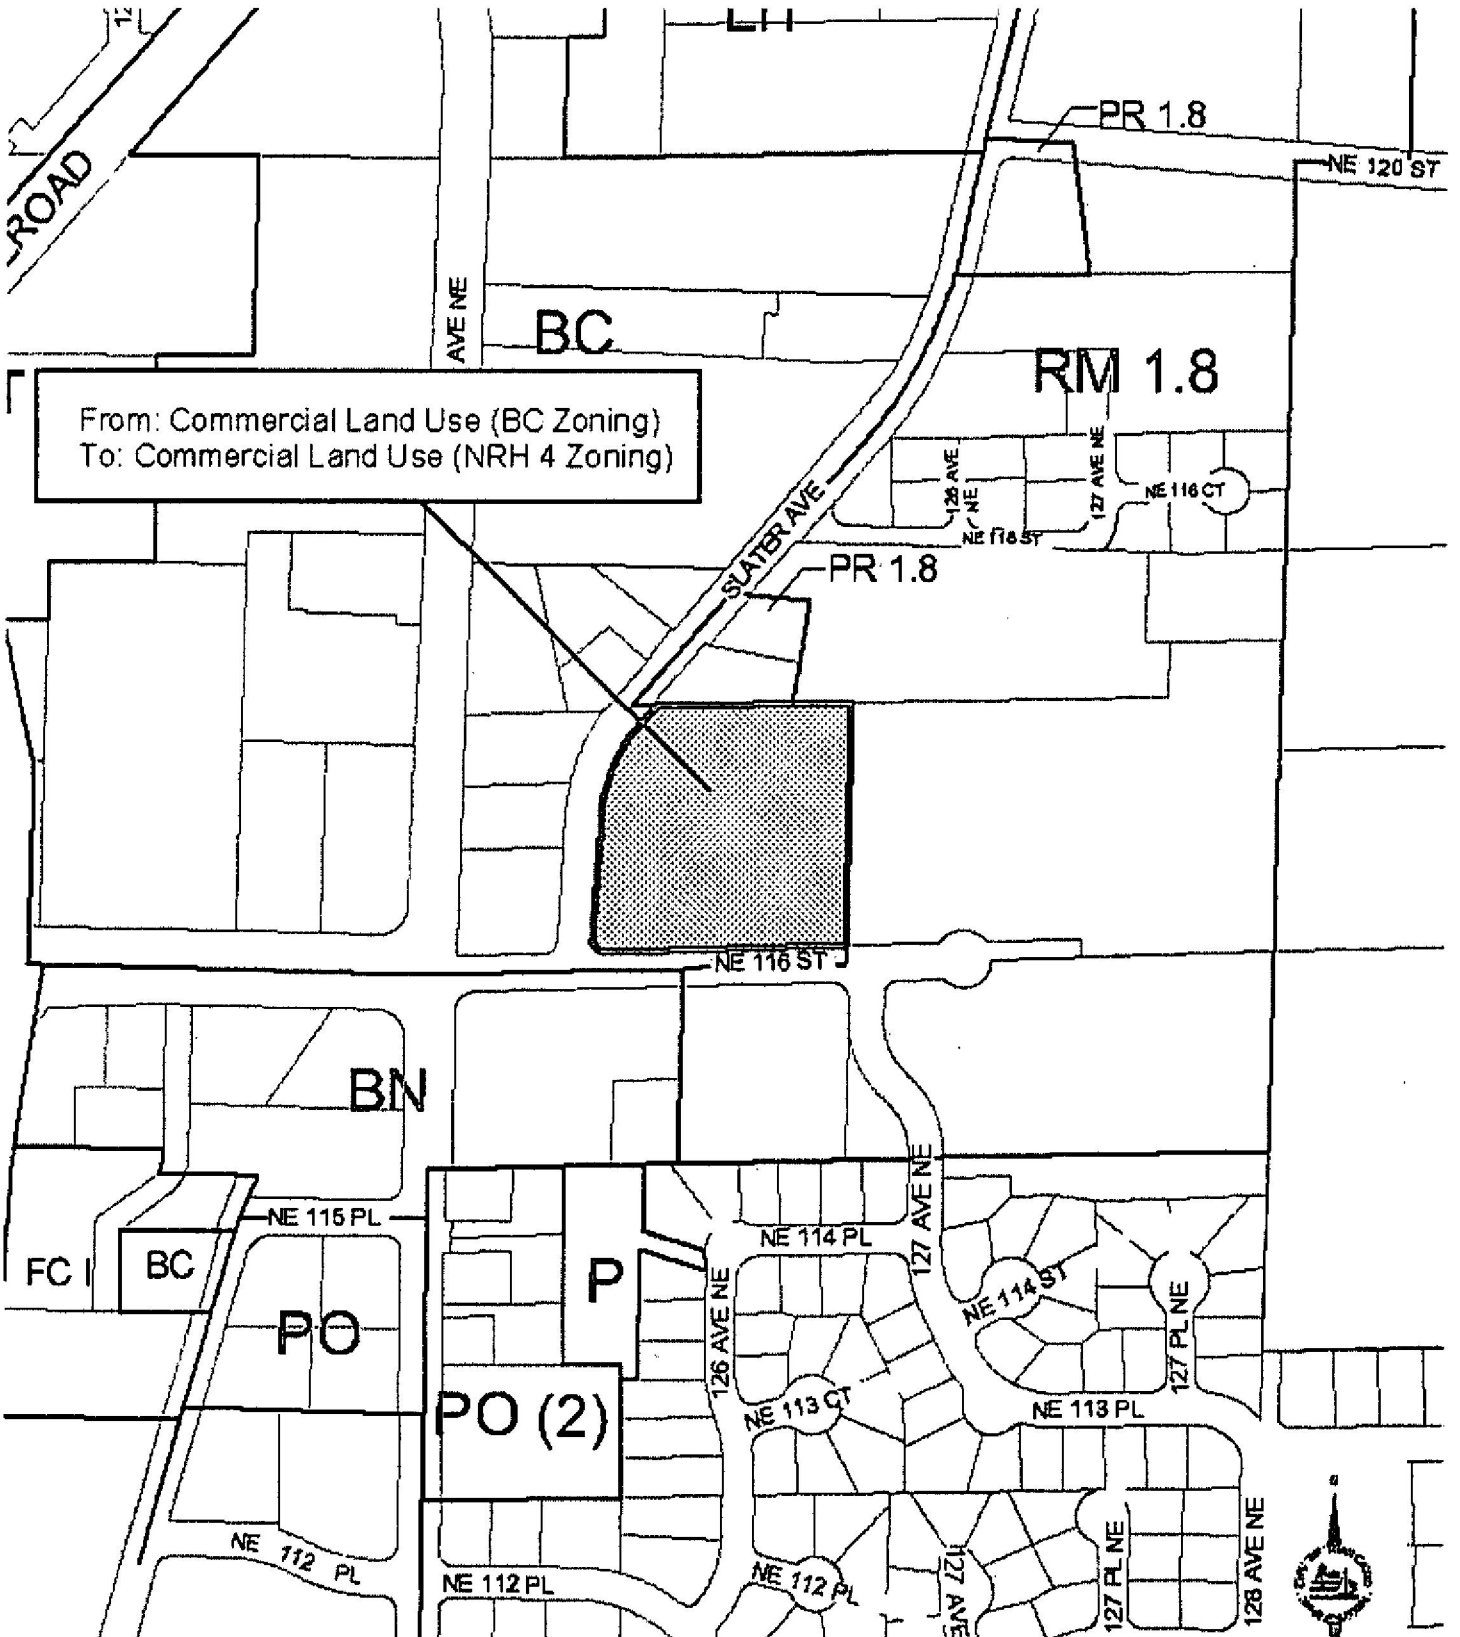 PR 1.8
NE 120 ST
ROAD
AVE NE
BC
RM 1.8
From: Commercial Land Use (BC Zoning)
To: Commercial Land Use (NRH 4 Zoning)
126 AVE
NE
127 AVE NE
NE 116 CT
NE 118 ST
SLATER AVE
PR 1.8
NE 116 ST
BN
NE 115 PL
NE 114 PL
127 AVE NE
FC I
BC
P
NE 114 ST
PO
126 AVE NE
127 PL NE
PO (2)
NE 113 CT
NE 113 PL
NE 112 PL
NE 112 PL
NE 112 PL
127 AVE
127 PL NE
128 AVE NE